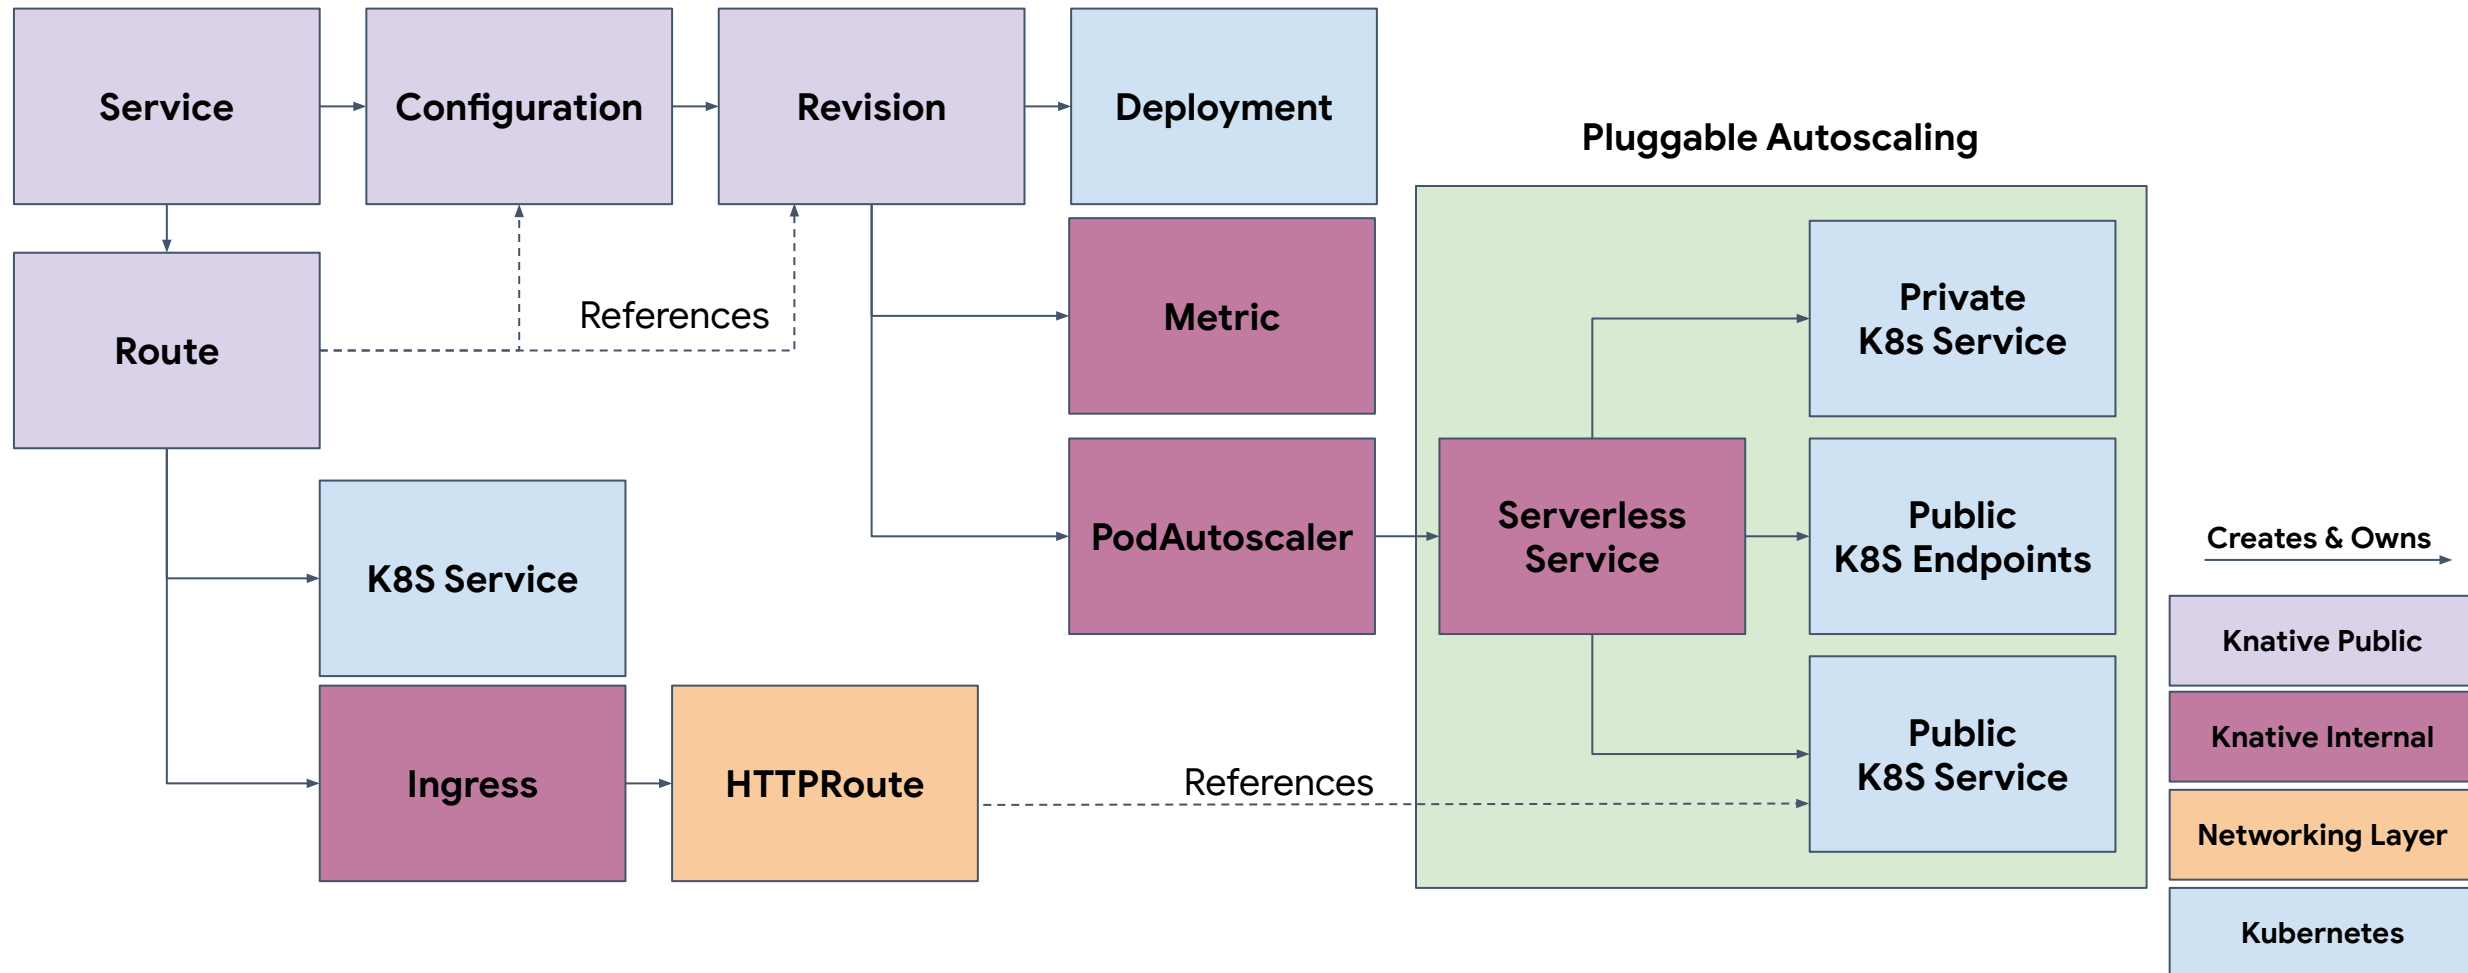 Service
Configuration
Revision
Deployment
Pluggable Autoscaling
Route
References
Metric
Private
K8s Service
K8S Service
PodAutoscaler
Serverless
Service
Public
K8S Endpoints
Ingress
HTTPRoute
References
Public
K8S Service
Creates & Owns
Knative Public
Knative Internal
Networking Layer
Kubernetes